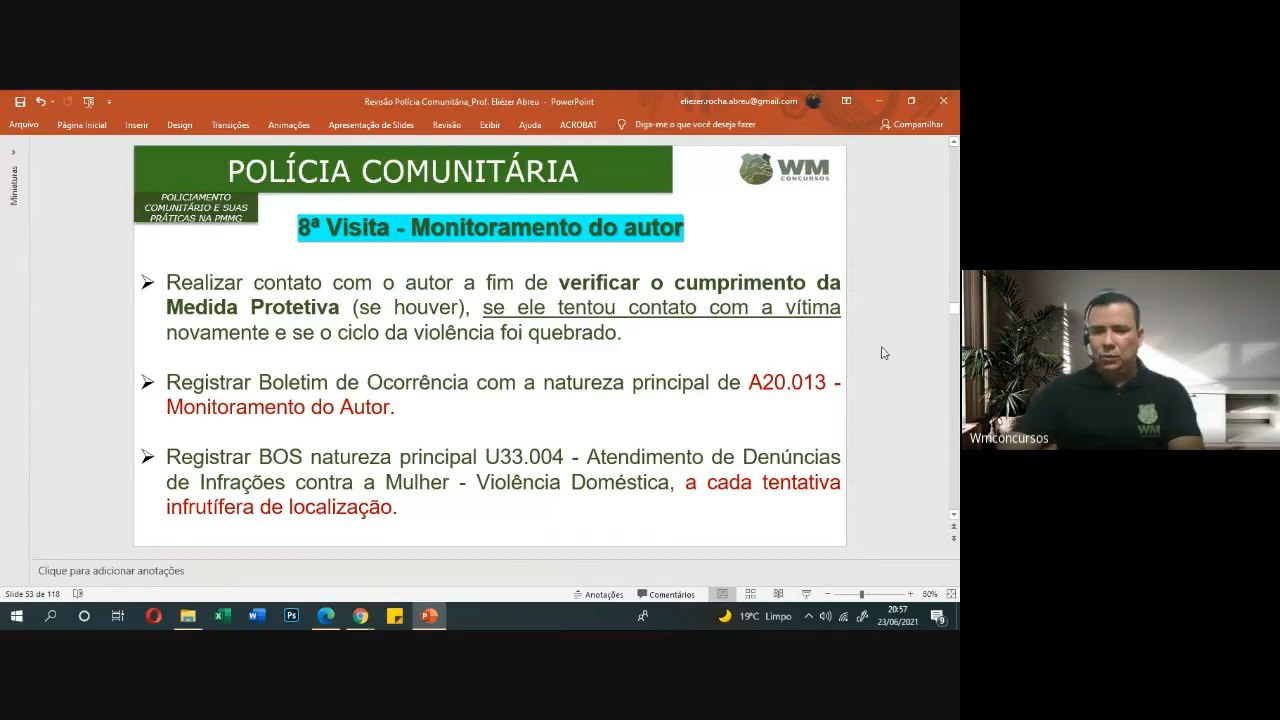 Revisão Polícia Comunitária_Prof. Eliézer Abreu - PowerPoint
eliezer.rocha.abreu@gmail.com
Arquivo Página Inicial Inserir Design Transições Animações Apresentação de Slides Revisão Exibir Ajuda ACROBAT Diga-me o que você deseja fazer Compartilhar
Miniaturas
POLÍCIA COMUNITÁRIA
WM
CONCURSOS
POLICIAMENTO
COMUNITÁRIO E SUAS
PRÁTICAS NA PMMG
8ª Visita - Monitoramento do autor
Realizar contato com o autor a fim de verificar o cumprimento da
Medida Protetiva (se houver), se ele tentou contato com a vítima
novamente e se o ciclo da violência foi quebrado.
Registrar Boletim de Ocorrência com a natureza principal de A20.013 -
Monitoramento do Autor.
Registrar BOS natureza principal U33.004 - Atendimento de Denúncias
de Infrações contra a Mulher - Violência Doméstica, a cada tentativa
infrutífera de localização.
WM
Wmconcursos
Clique para adicionar anotações
Slide 53 de 118 Anotações Comentários 80%
19°C Limpo
20:57
23/06/2021
9